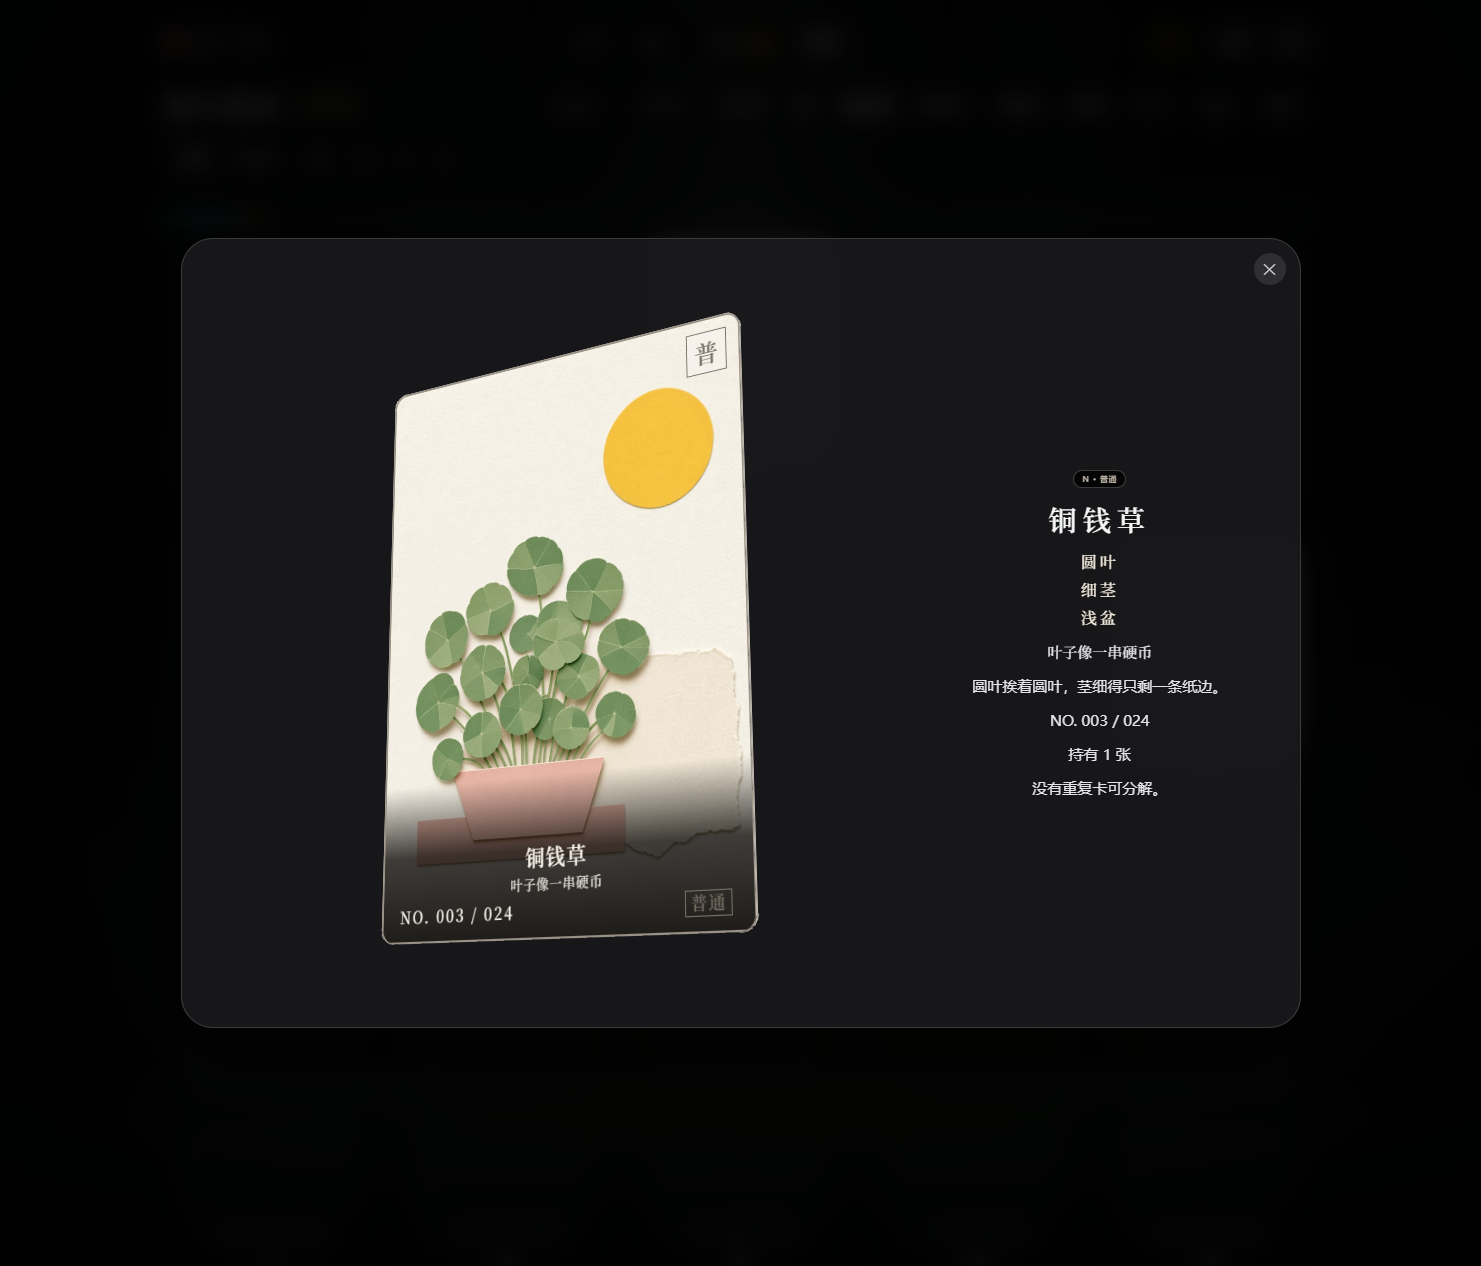 普
铜钱草
叶子像一串硬币
NO. 003 / 024
普通
N • 普通
铜钱草
圆叶
细茎
浅盆
叶子像一串硬币
圆叶挨着圆叶，茎细得只剩一条纸边。
NO. 003 / 024
持有 1 张
没有重复卡可分解。